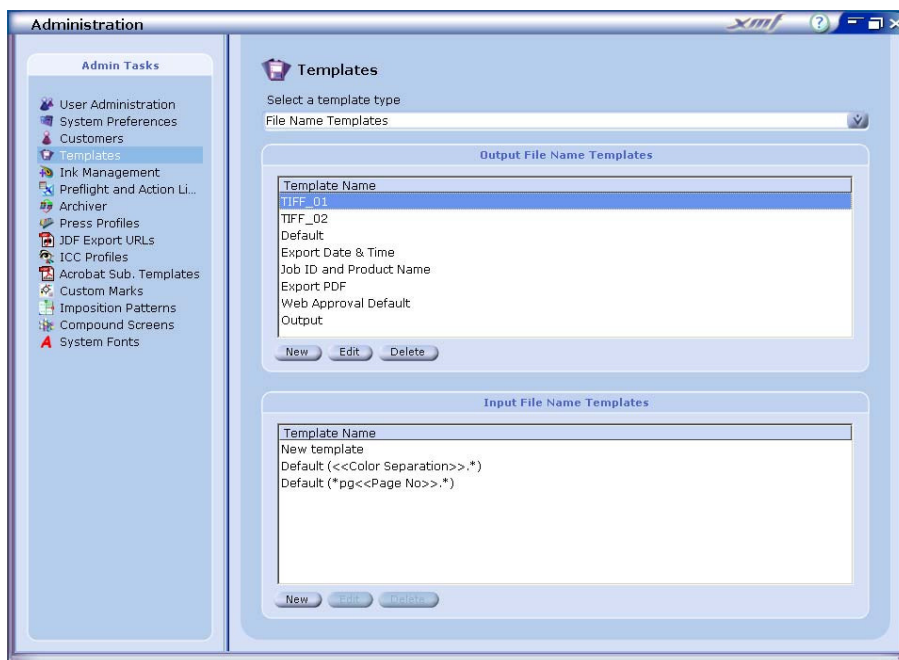 Administration
xmf
?
Admin Tasks
User Administration
System Preferences
Customers
Templates
Ink Management
Preflight and Action Li...
Archiver
Press Profiles
JDF Export URLs
ICC Profiles
Acrobat Sub. Templates
Custom Marks
Imposition Patterns
Compound Screens
System Fonts
Templates
Select a template type
File Name Templates
Output File Name Templates
Template Name
TIFF_01
TIFF_02
Default
Export Date & Time
Job ID and Product Name
Export PDF
Web Approval Default
Output
New Edit Delete
Input File Name Templates
Template Name
New template
Default (<<Color Separation>>.*)
Default (*pg<<Page No>>.*)
New Edit Delete